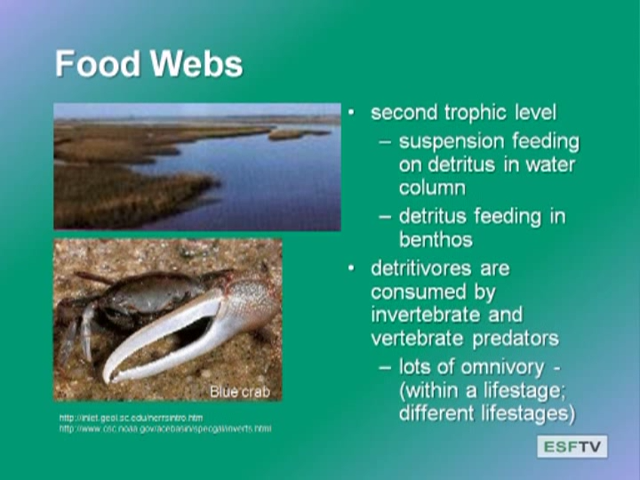 Food Webs
• second trophic level
– suspension feeding
on detritus in water
column
– detritus feeding in
benthos
• detritivores are
consumed by
invertebrate and
vertebrate predators
– lots of omnivory -
(within a lifestage;
different lifestages)
Blue crab
http://inlet.geol.sc.edu/nerrsintro.htm
http://www.csc.noaa.gov/acebasin/specgal/inverts.html
ESFTV